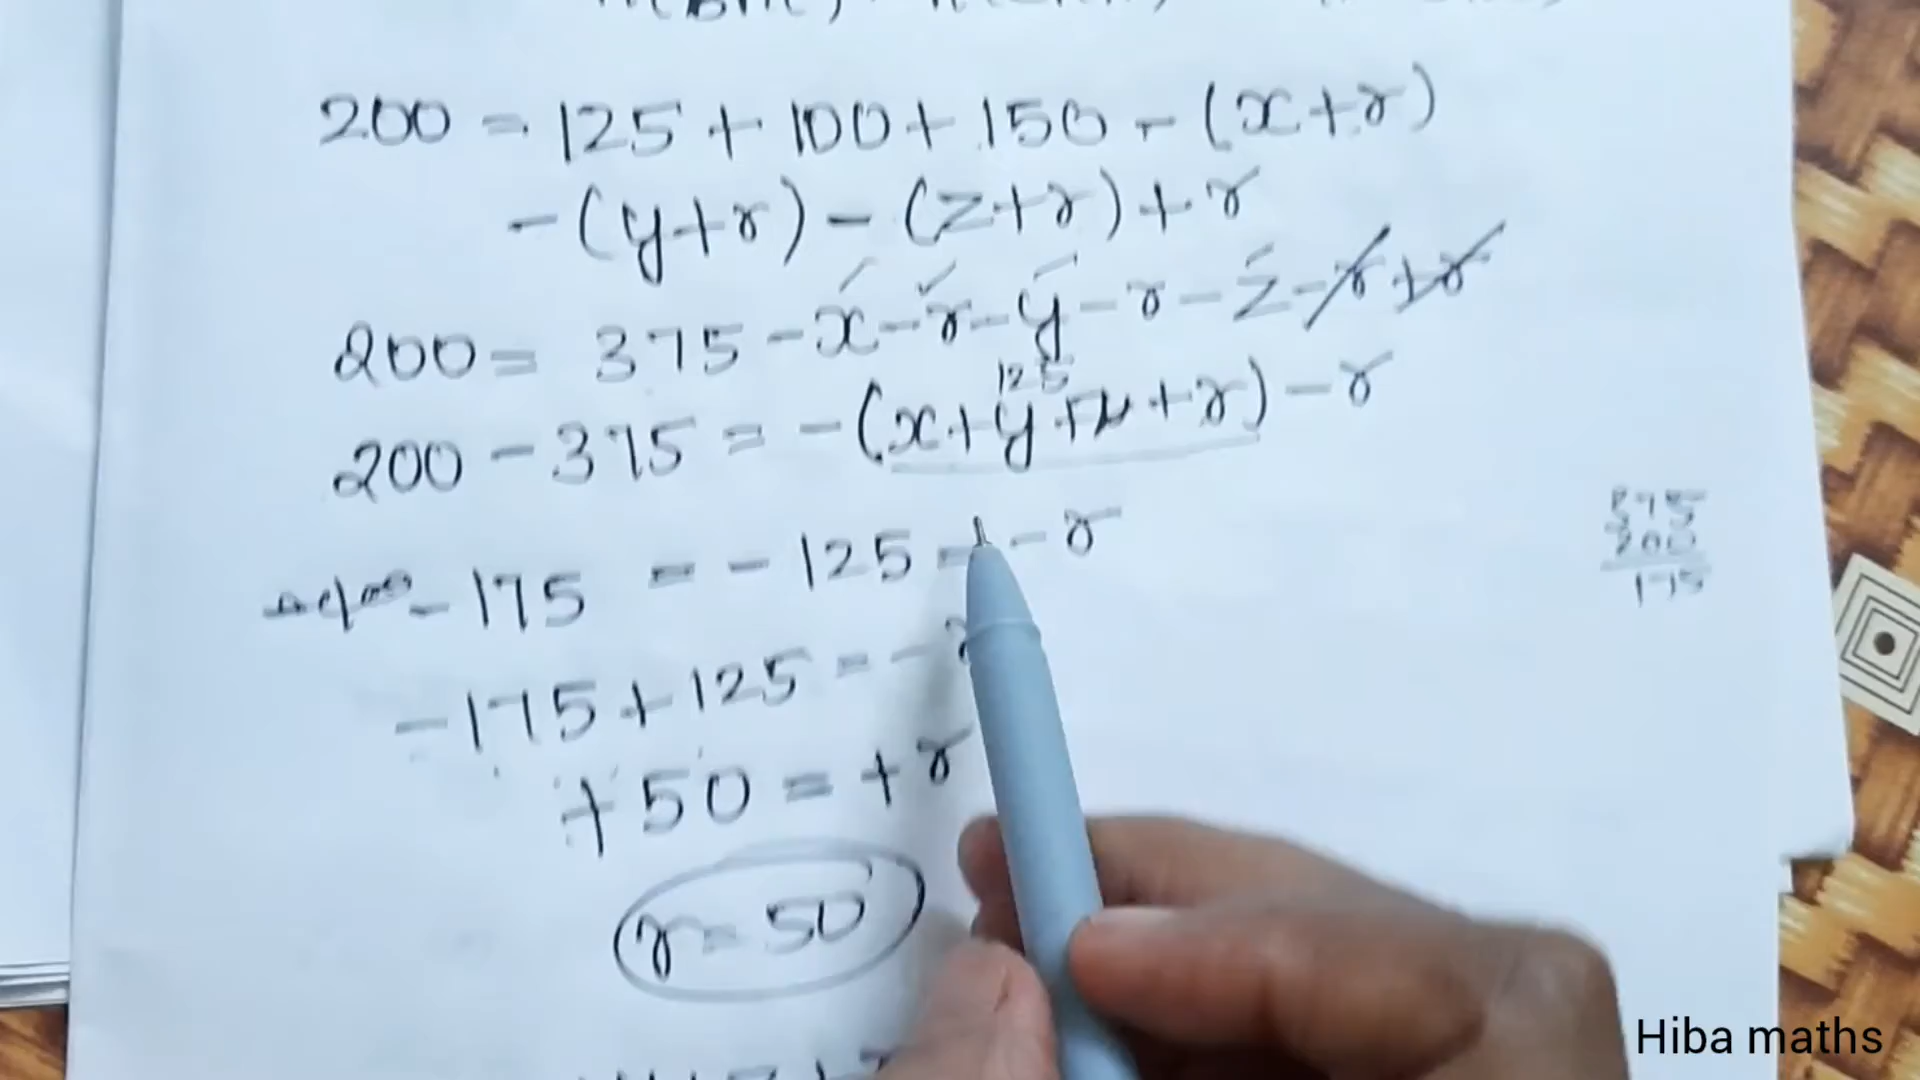 200 = 125 + 100 + 150 - (x+r)
- (y+r) - (z+r) + r
200 = 375 - x - r - y - r - z - r + r
125
200 - 375 = - (x+y+z+r) - r
-175 = - 125 - r
-175 + 125 = - r
+50 = + r
r = 50
375
200
175
Hiba maths